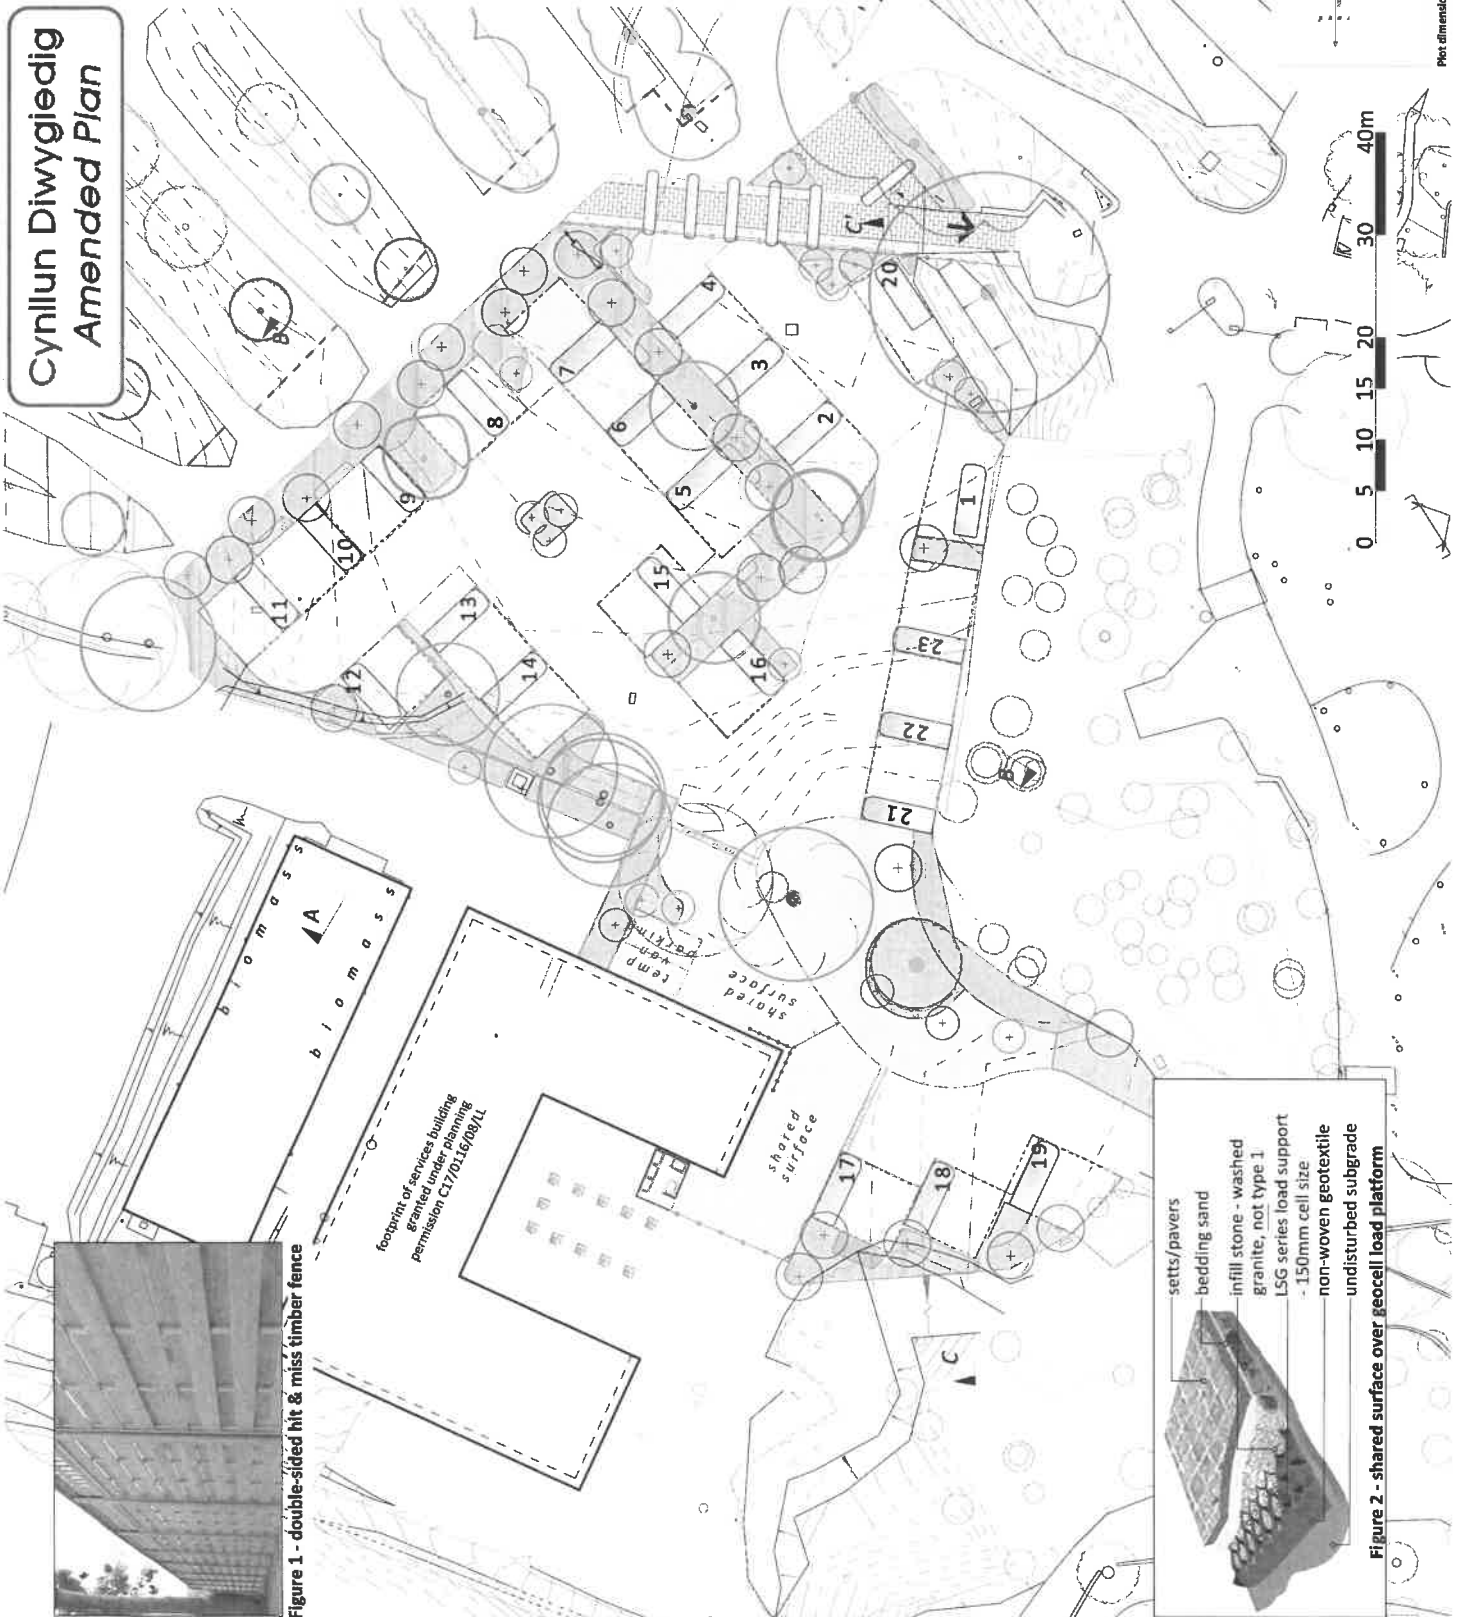 Cynllun Diwygiedig
Amended Plan
B'
4
3
2
7
6
5
8
9
10
11
12
13
14
15
16
C'
20
1
23
22
21
B
17
18
19
C
biomass
biomass
A
temp
van
parking
shared
surface
shared
surface
footprint of services building
granted under planning
permission C17/0116/08/LL
Figure 1 - double-sided hit & miss timber fence
setts/pavers
bedding sand
infill stone - washed
granite, not type 1
LSG series load support
- 150mm cell size
non-woven geotextile
undisturbed subgrade
Figure 2 - shared surface over geocell load platform
0 5 10 15 20 30 40m
Plot